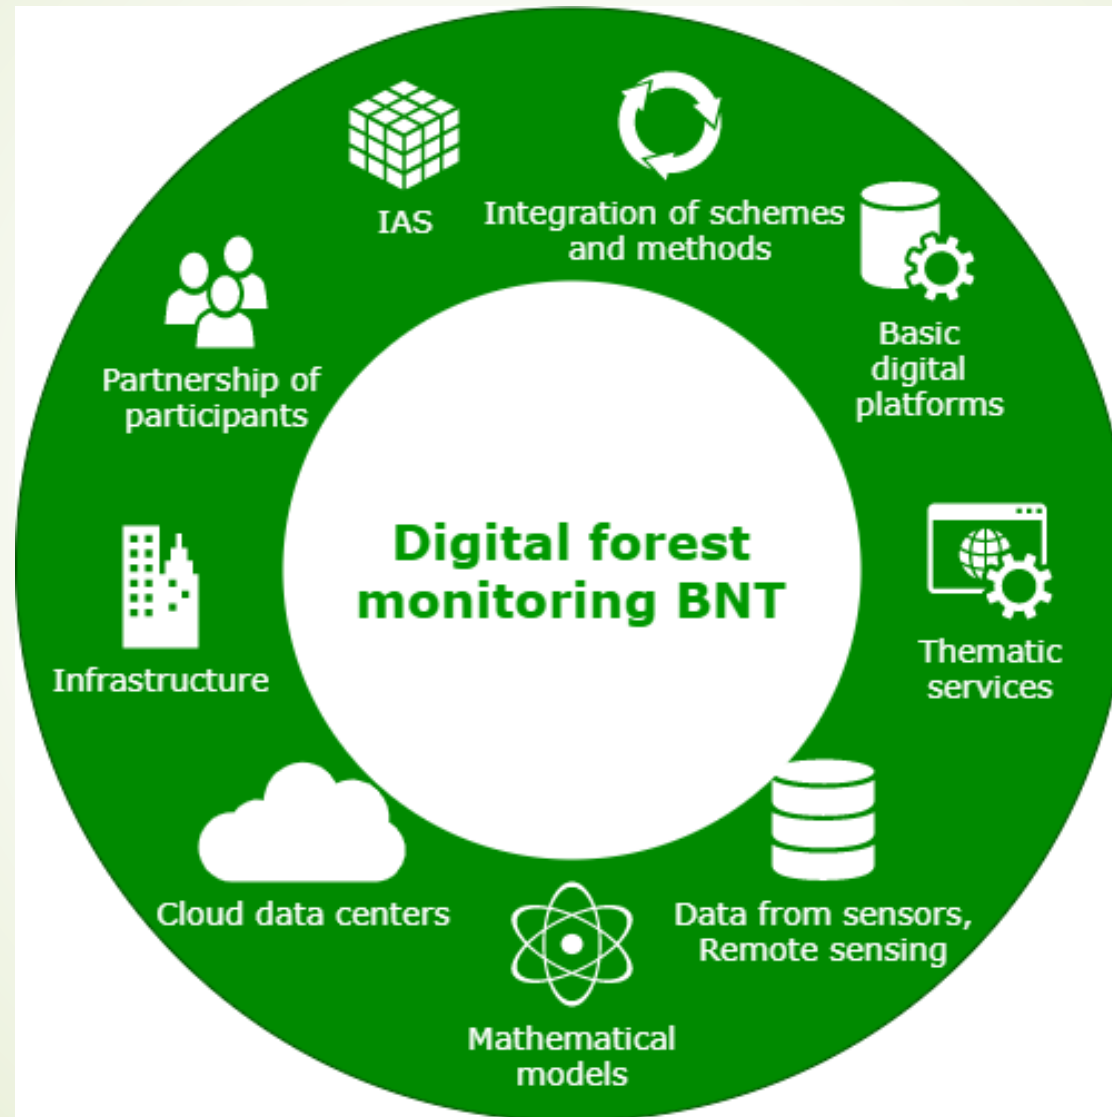 IAS
Integration of schemes
and methods
Basic
digital
platforms
Partnership of
participants
Digital forest
monitoring BNT
Thematic
services
Infrastructure
Cloud data centers
Data from sensors,
Remote sensing
Mathematical
models